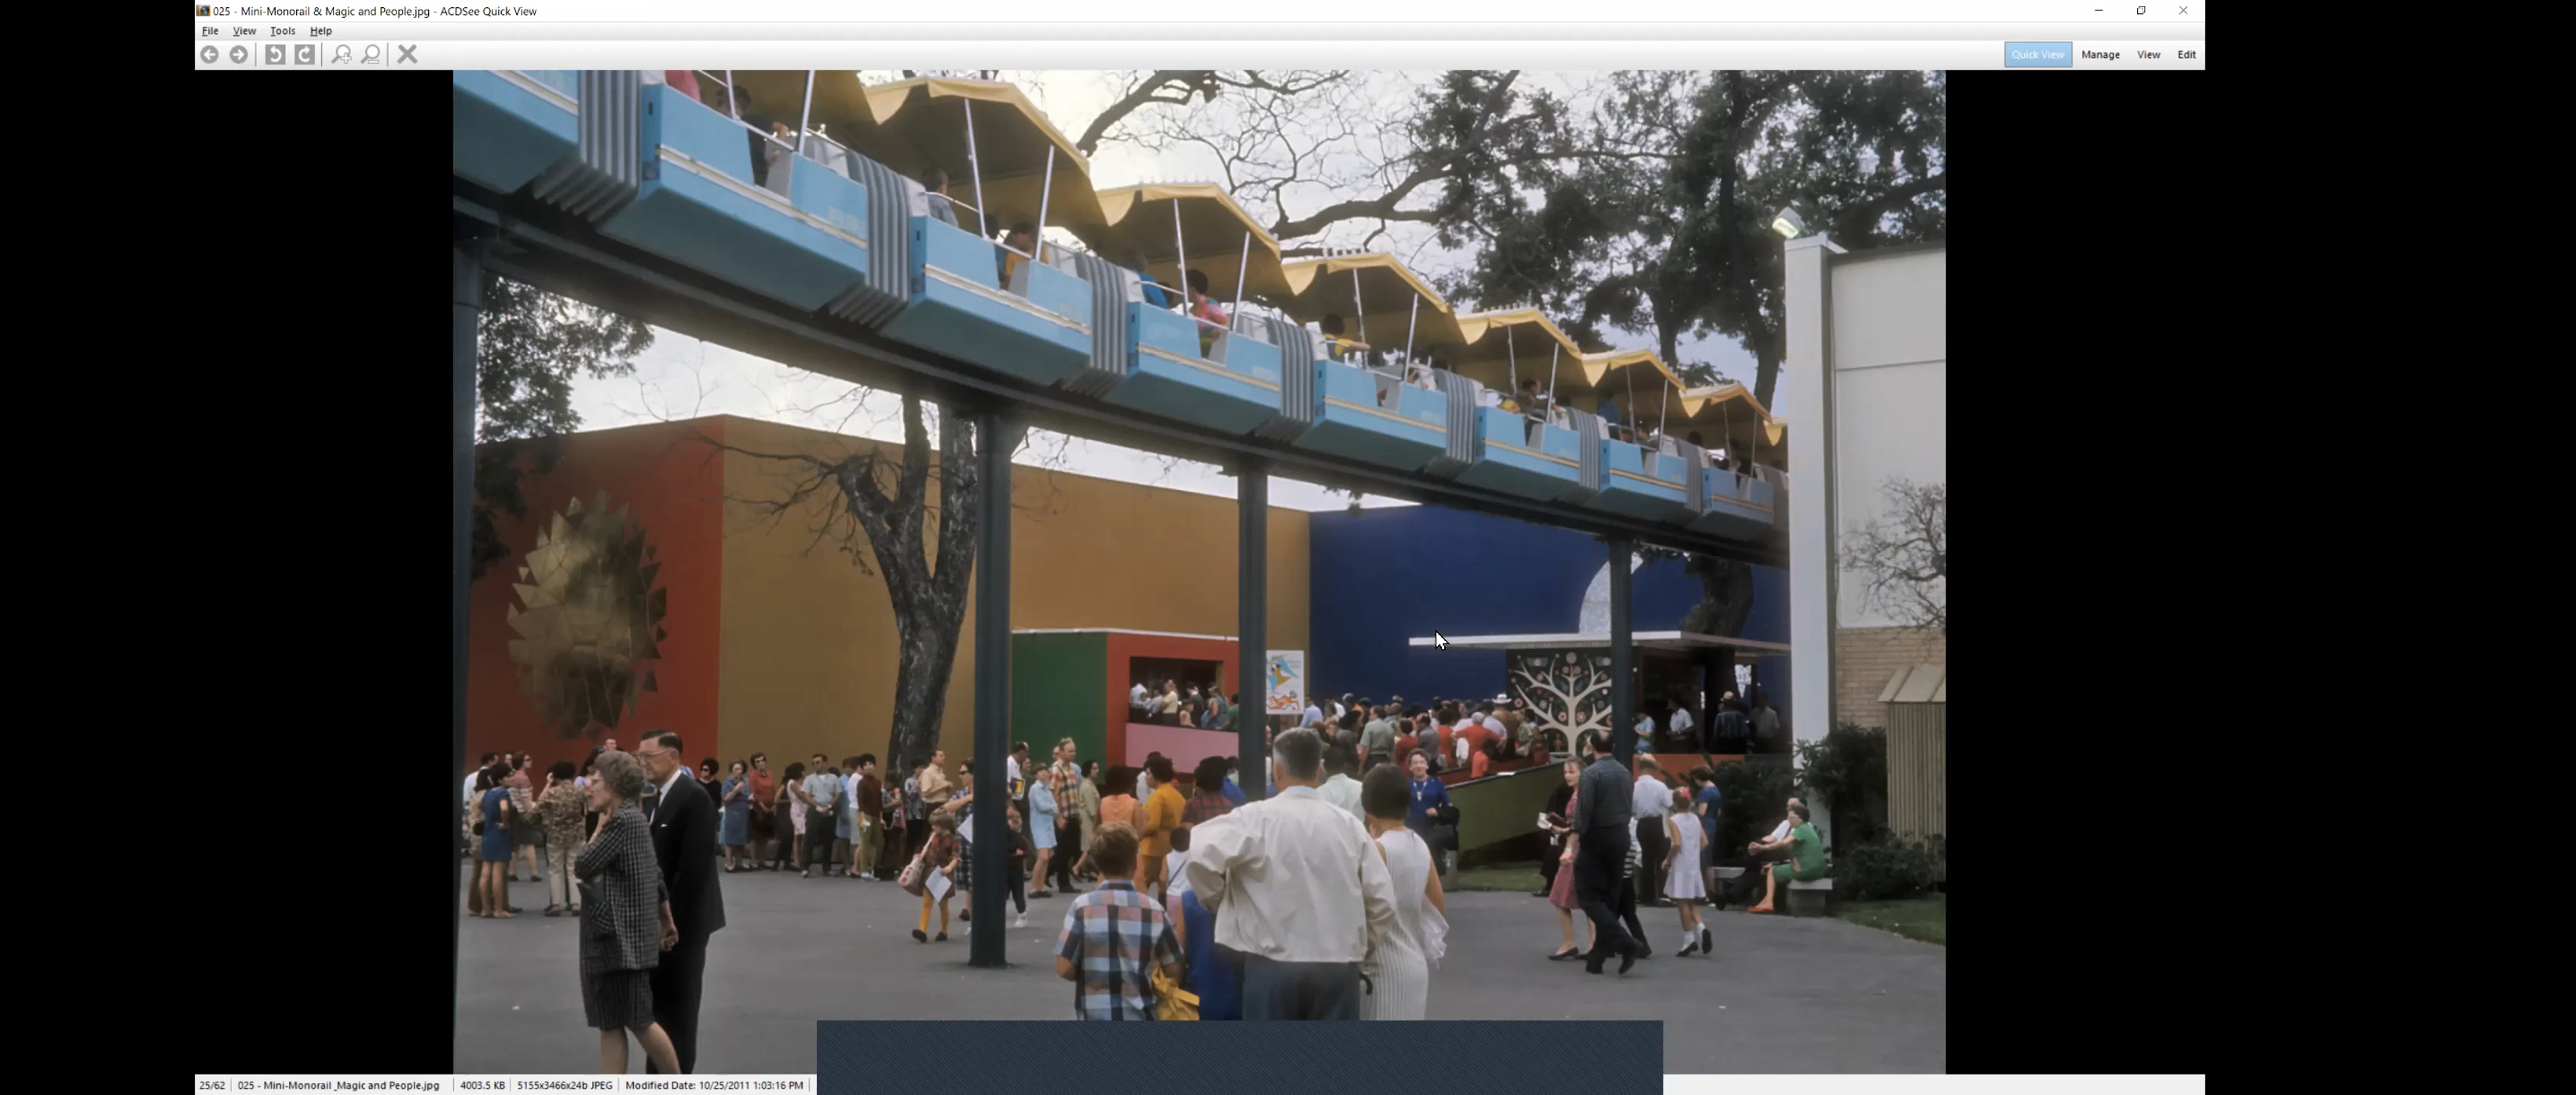 025 - Mini-Monorail & Magic and People.jpg - ACDSee Quick View
File View Tools Help
Quick View Manage View Edit
25/62 025 - Mini-Monorail _Magic and People.jpg 4003.5 KB 5155x3466x24b JPEG Modified Date: 10/25/2011 1:03:16 PM